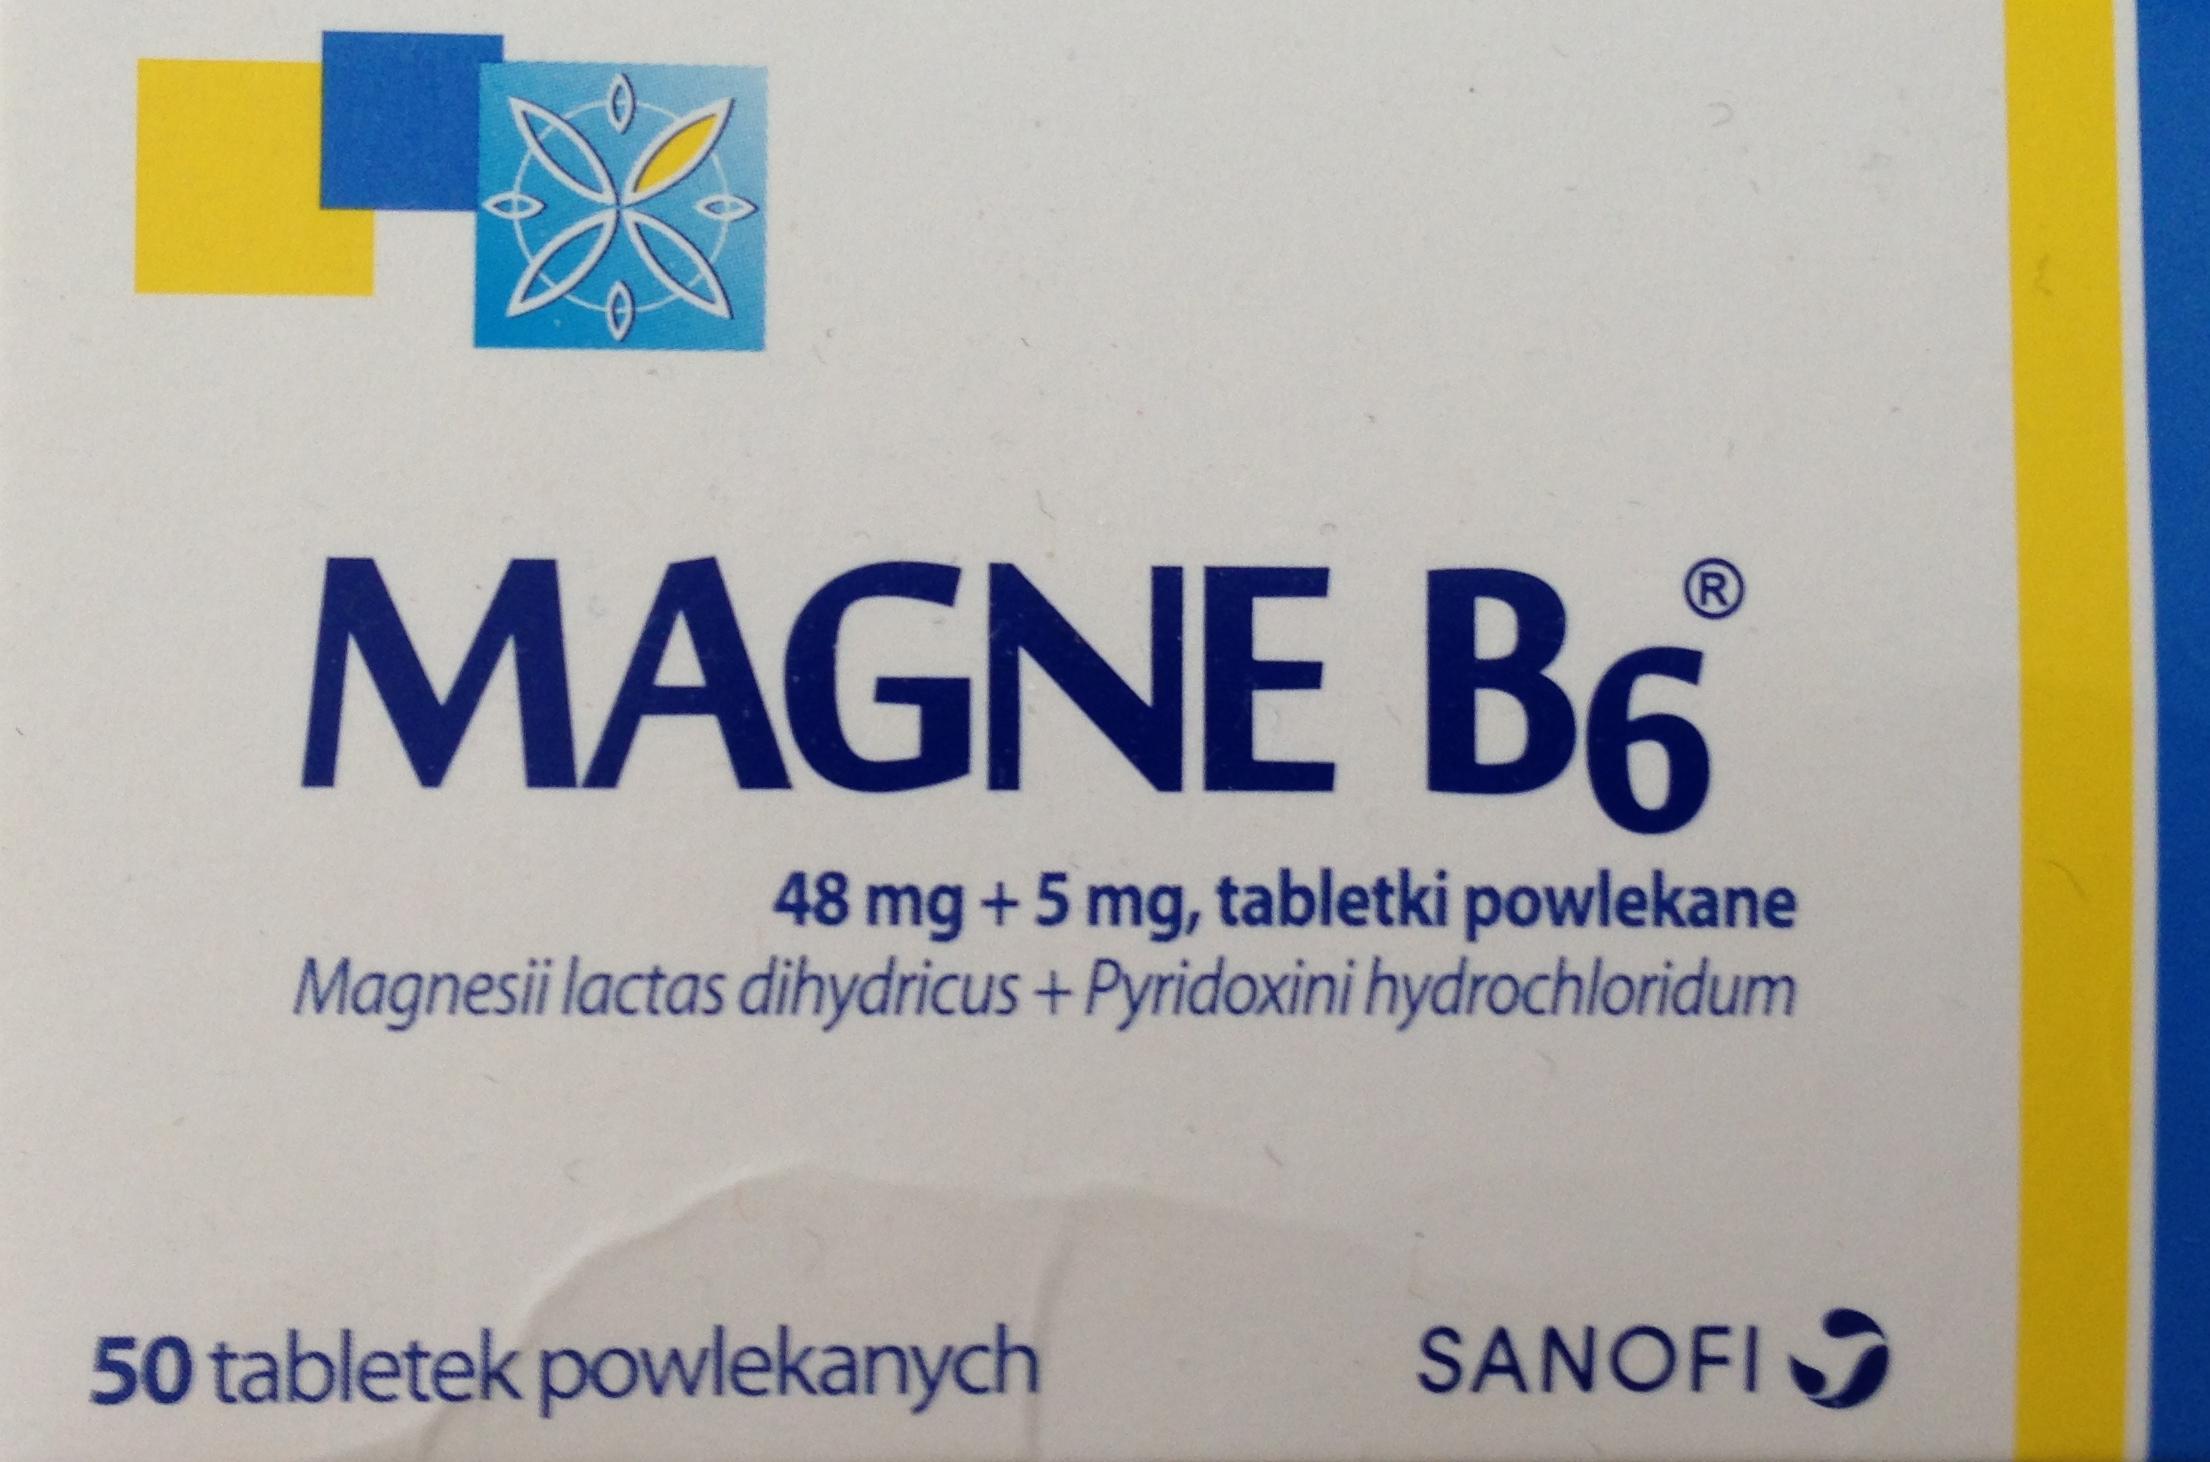 MAGNE B6®
48 mg + 5 mg, tabletki powlekane
Magnesii lactas dihydricus + Pyridoxini hydrochloridum
50 tabletek powlekanych
SANOFI